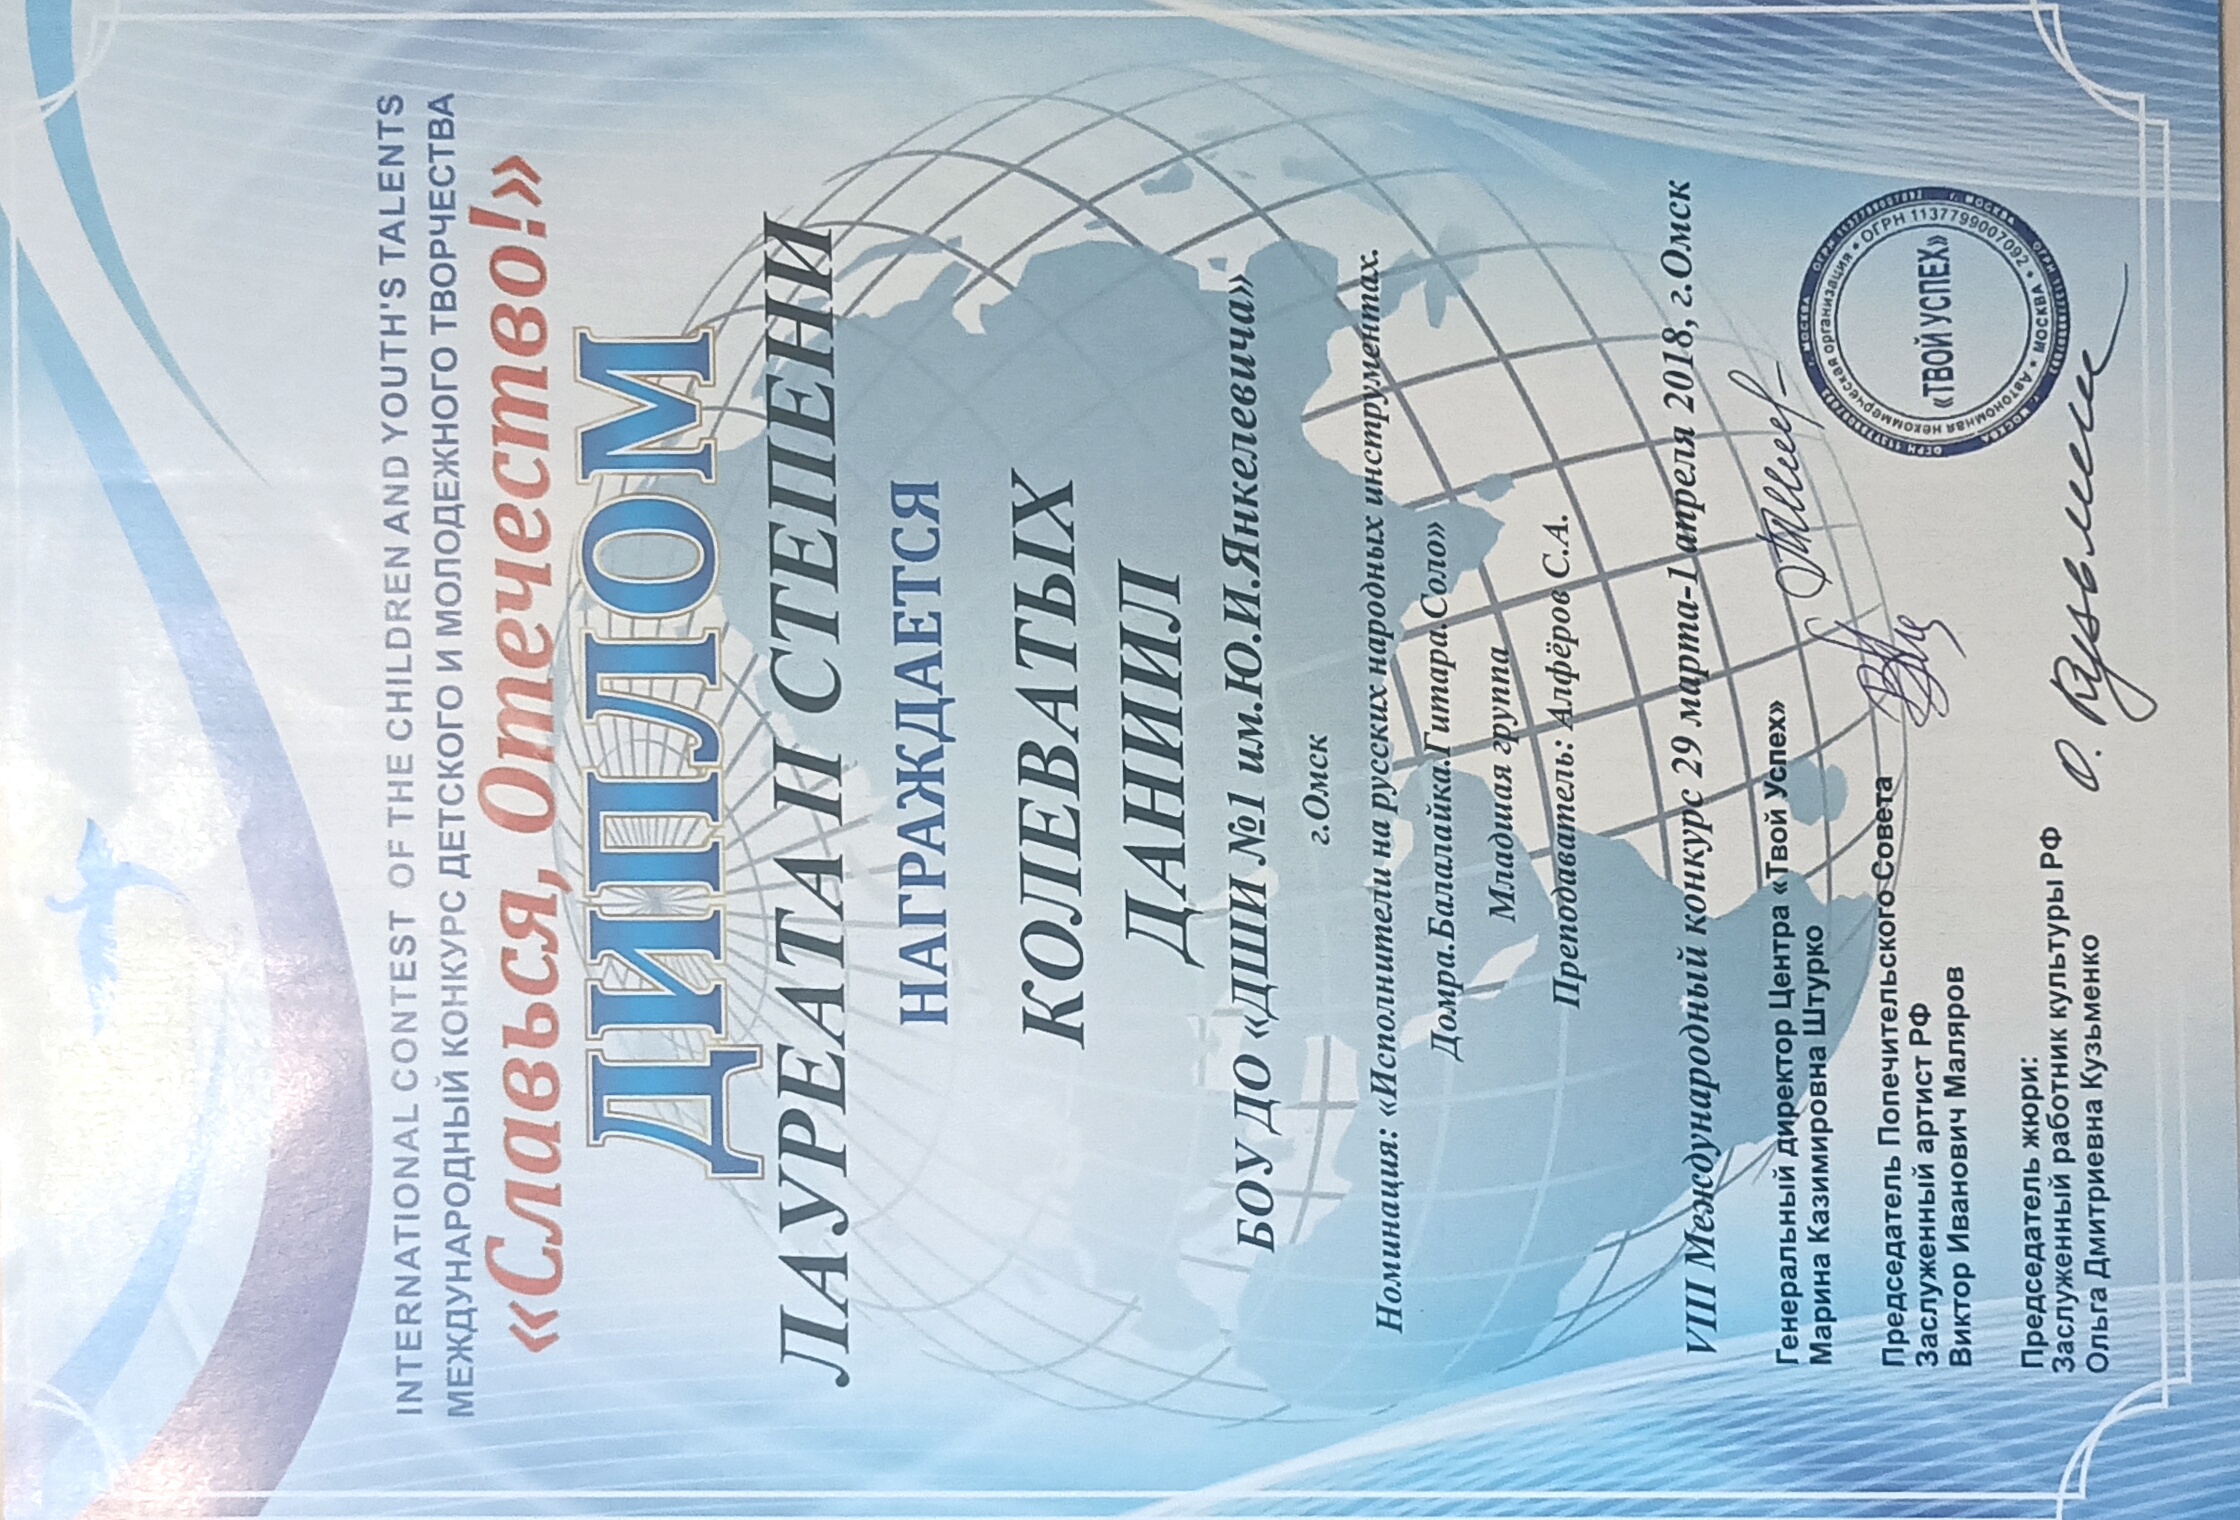 INTERNATIONAL CONTEST OF THE CHILDREN AND YOUTH'S TALENTS
МЕЖДУНАРОДНЫЙ КОНКУРС ДЕТСКОГО И МОЛОДЕЖНОГО ТВОРЧЕСТВА
«Славься, Отечество!»
ДИПЛОМ
ЛАУРЕАТА II СТЕПЕНИ
НАГРАЖДАЕТСЯ
КОЛЕВАТЫХ
ДАНИИЛ
БОУ ДО «ДШИ №1 им.Ю.И.Янкелевича»
г.Омск
Номинация: «Исполнители на русских народных инструментах.
Домра.Балалайка.Гитара.Соло»
Младшая группа
Преподаватель: Алфёров С.А.
VIII Международный конкурс 29 марта-1 апреля 2018, г.Омск
Генеральный директор Центра «Твой Успех»
Марина Казимировна Штурко
Председатель Попечительского Совета
Заслуженный артист РФ
Виктор Иванович Маляров
Председатель жюри:
Заслуженный работник культуры РФ
Ольга Дмитриевна Кузьменко
Автономная некоммерческая организация • ОГРН 1137799007092 • МОСКВА •
«ТВОЙ УСПЕХ»